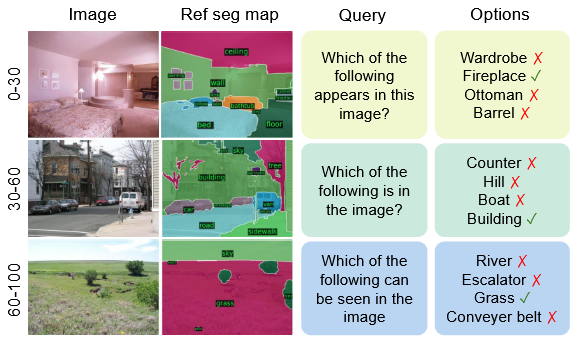 Image Ref seg map Query Options
0-30
ceiling
wall
bathtub
bed
floor
Which of the
following
appears in this
image?
Wardrobe ✗
Fireplace ✓
Ottoman ✗
Barrel ✗
30-60
sky
tree
building
car
van
road
sidewalk
Which of the
following is in
the image?
Counter ✗
Hill ✗
Boat ✗
Building ✓
60-100
sky
grass
Which of the
following can
be seen in the
image
River ✗
Escalator ✗
Grass ✓
Conveyer belt ✗